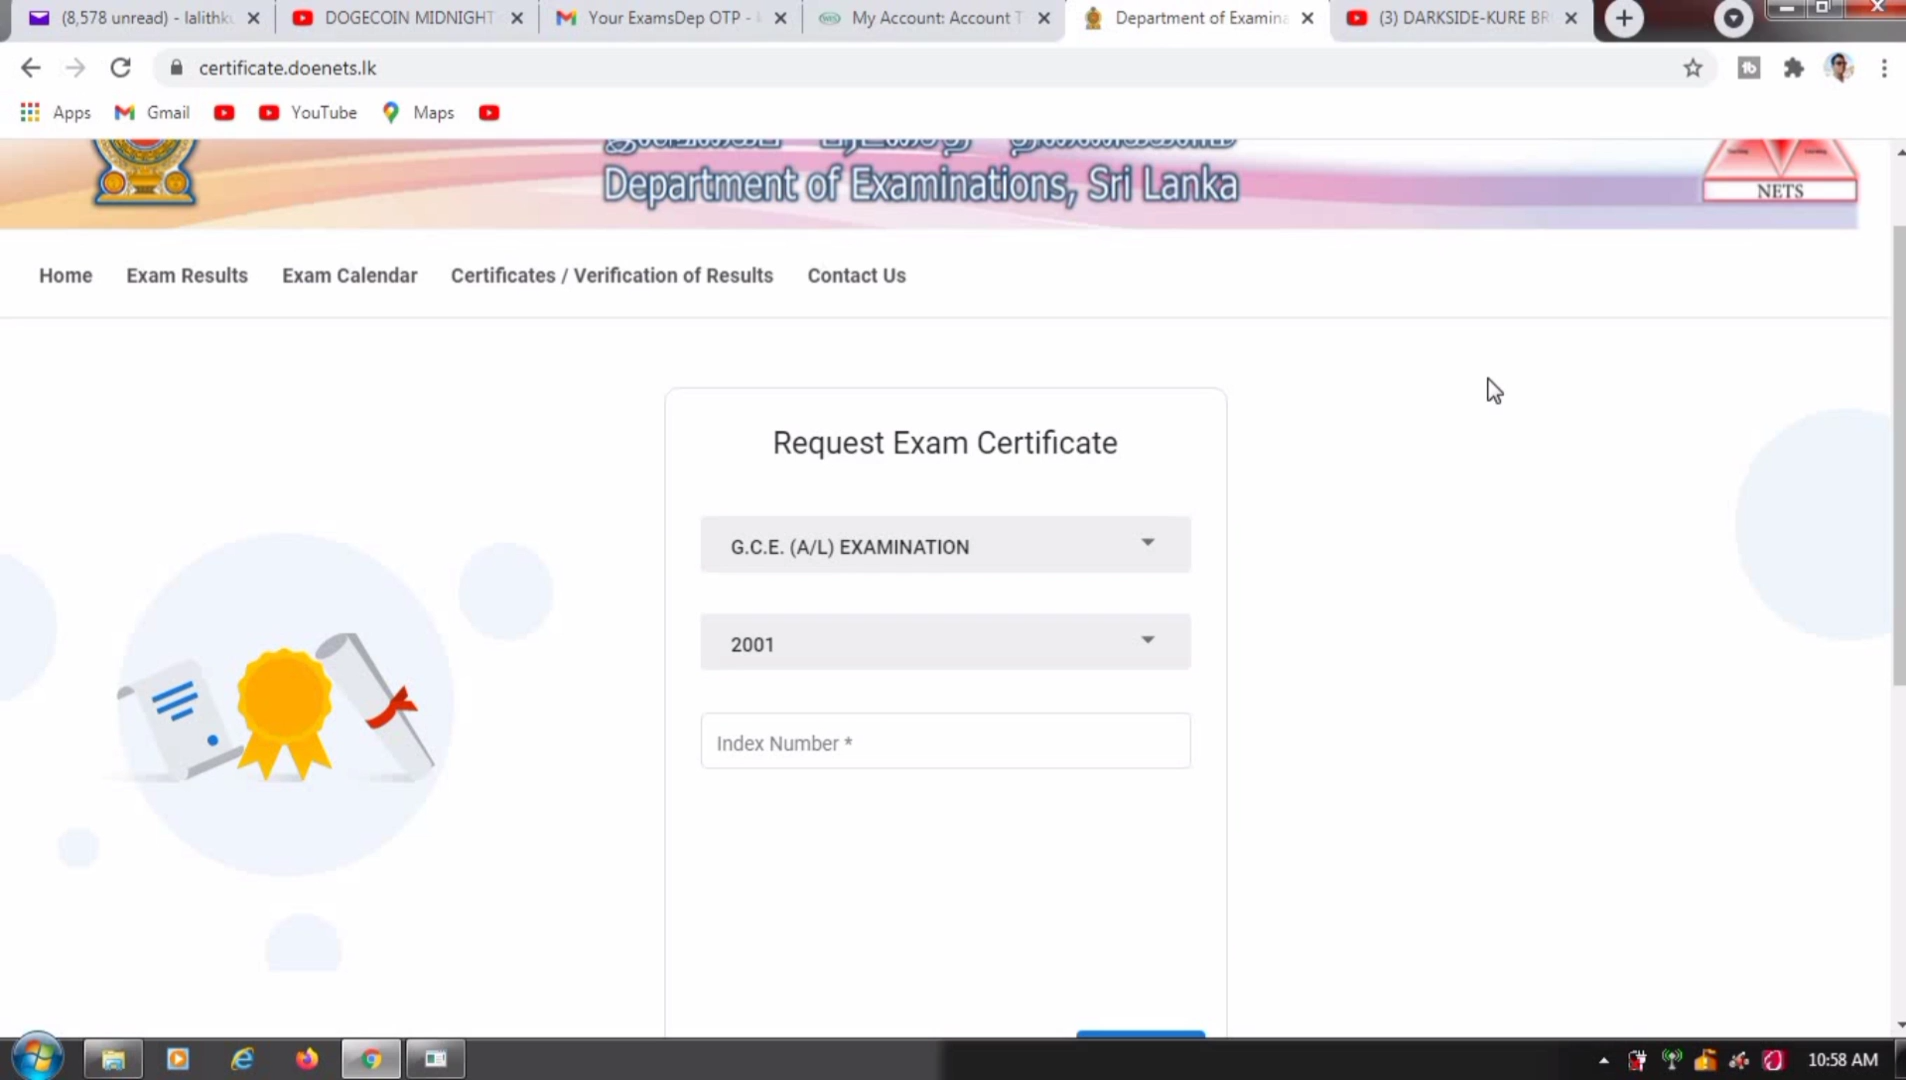 (8,578 unread) - lalithku
DOGECOIN MIDNIGHT
Your ExamsDep OTP -
My Account: Account T
Department of Examina
(3) DARKSIDE-KURE BR
certificate.doenets.lk
Apps
Gmail
YouTube
Maps
Department of Examinations, Sri Lanka
NETS
Home
Exam Results
Exam Calendar
Certificates / Verification of Results
Contact Us
Request Exam Certificate
G.C.E. (A/L) EXAMINATION
2001
Index Number *
10:58 AM